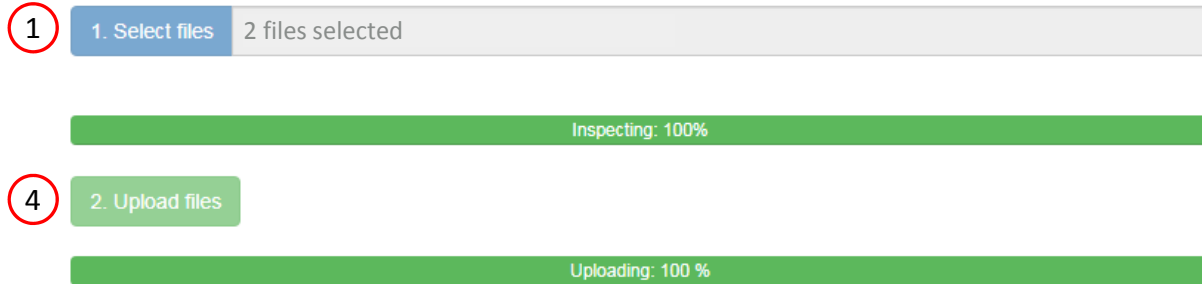 1 1. Select files 2 files selected
Inspecting: 100%
4 2. Upload files
Uploading: 100 %